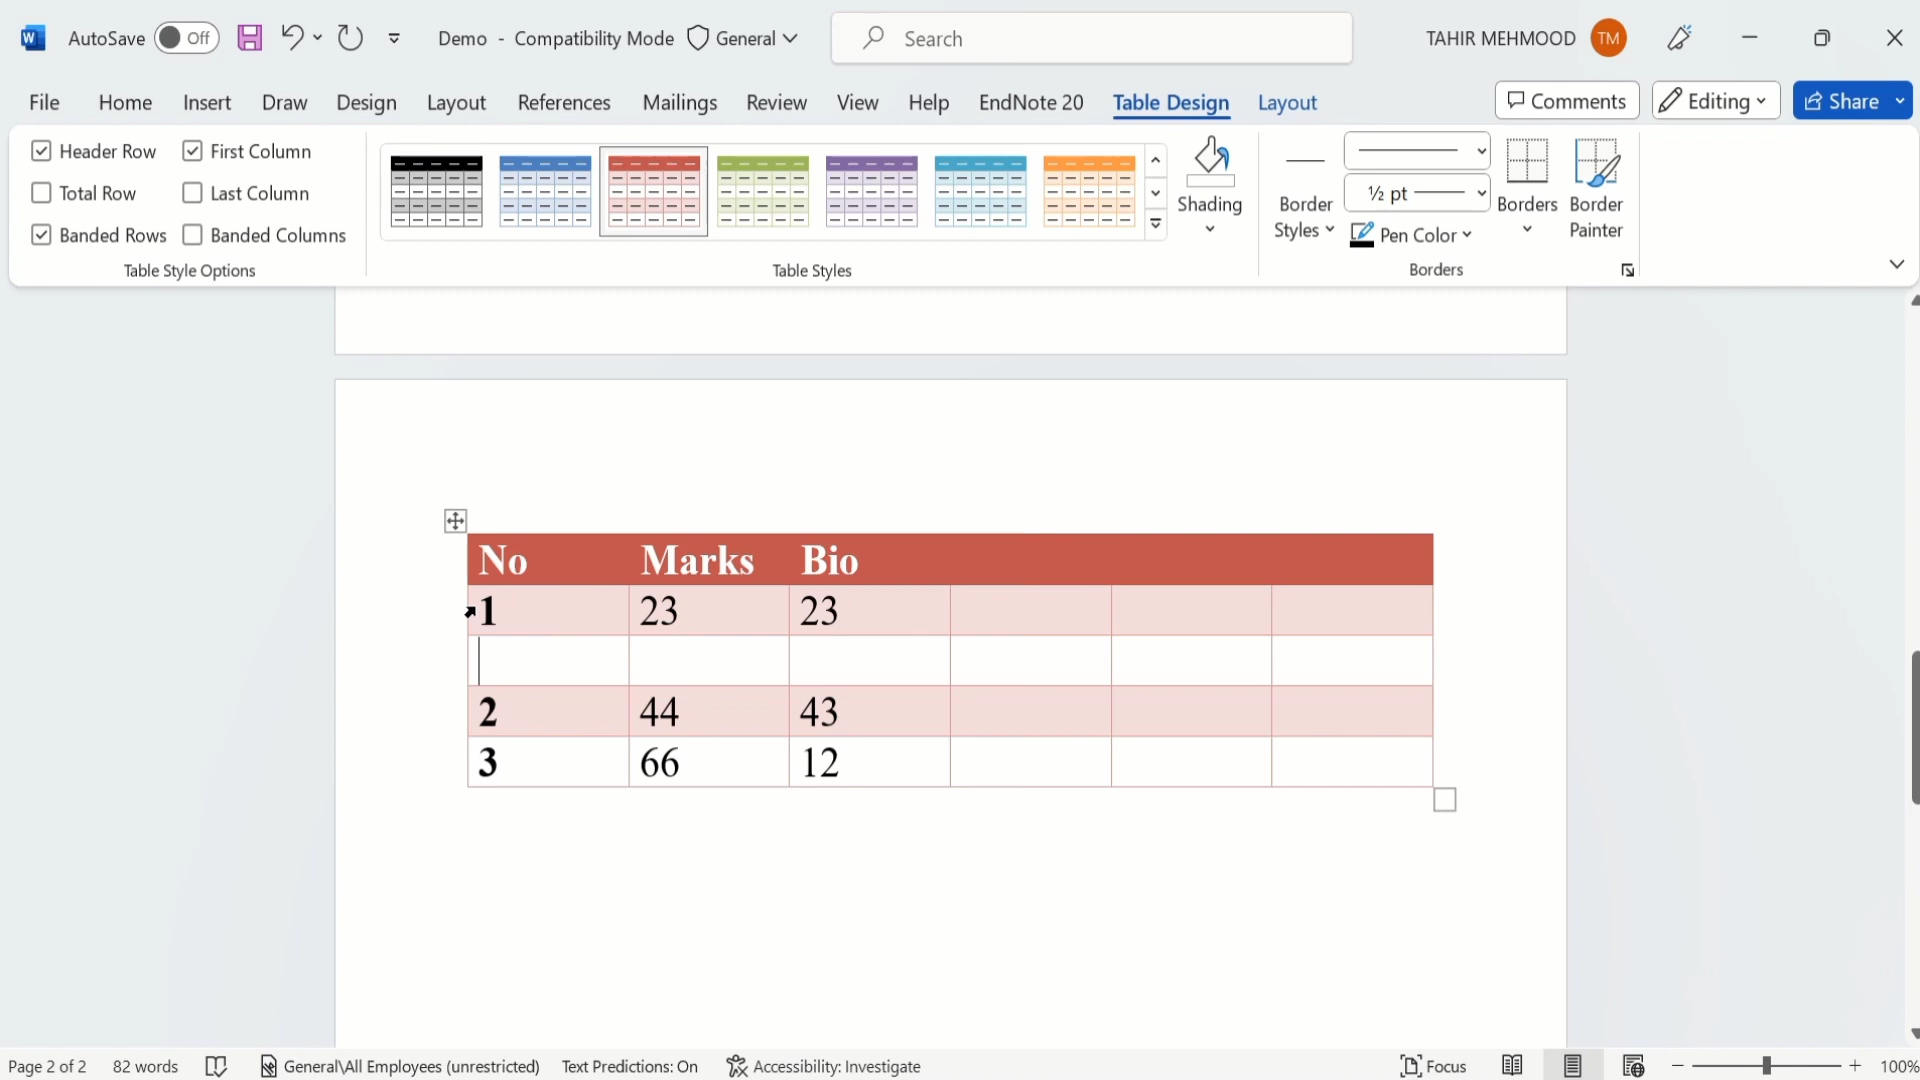 W AutoSave Off Demo - Compatibility Mode General Search TAHIR MEHMOOD TM
File Home Insert Draw Design Layout References Mailings Review View Help EndNote 20 Table Design Layout Comments Editing Share
Header Row First Column
Total Row Last Column
Banded Rows Banded Columns
Table Style Options
Table Styles
Shading
Border Styles
½ pt
Pen Color
Borders
Border Painter
Borders
No Marks Bio
1 23 23
2 44 43
3 66 12
Page 2 of 2 82 words General\All Employees (unrestricted) Text Predictions: On Accessibility: Investigate Focus 100%